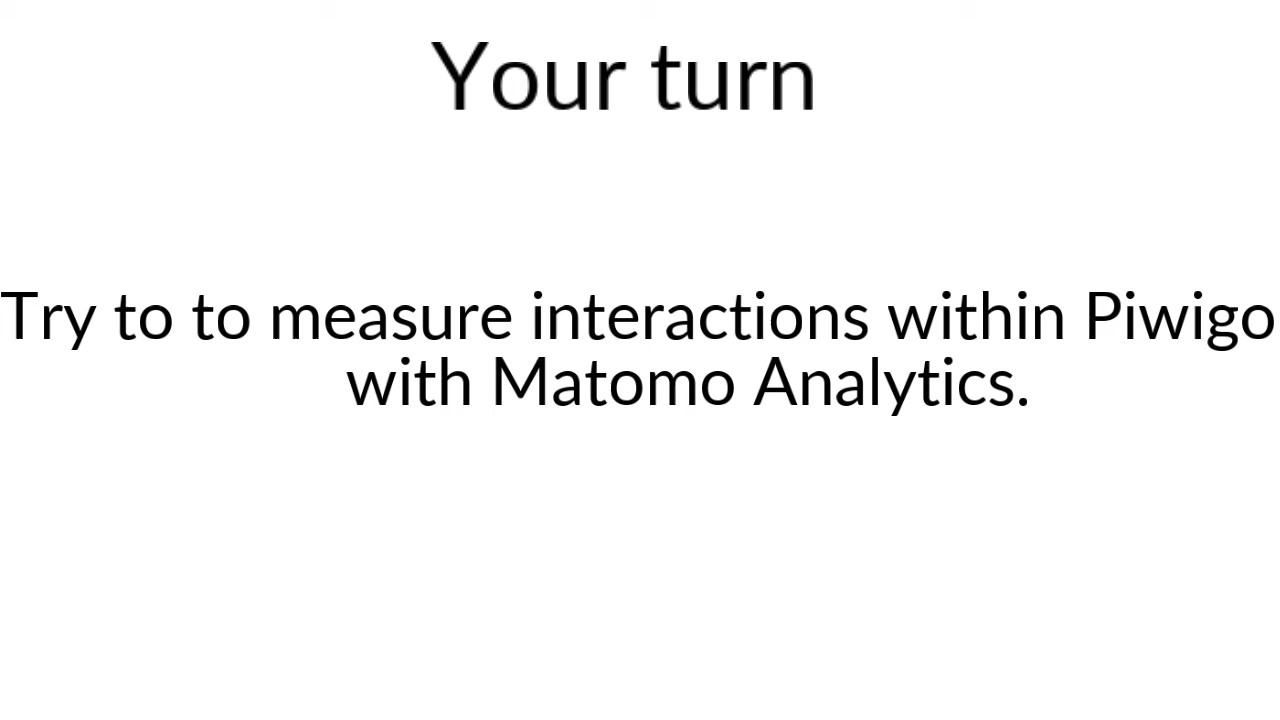 Your turn
Try to to measure interactions within Piwigo
with Matomo Analytics.